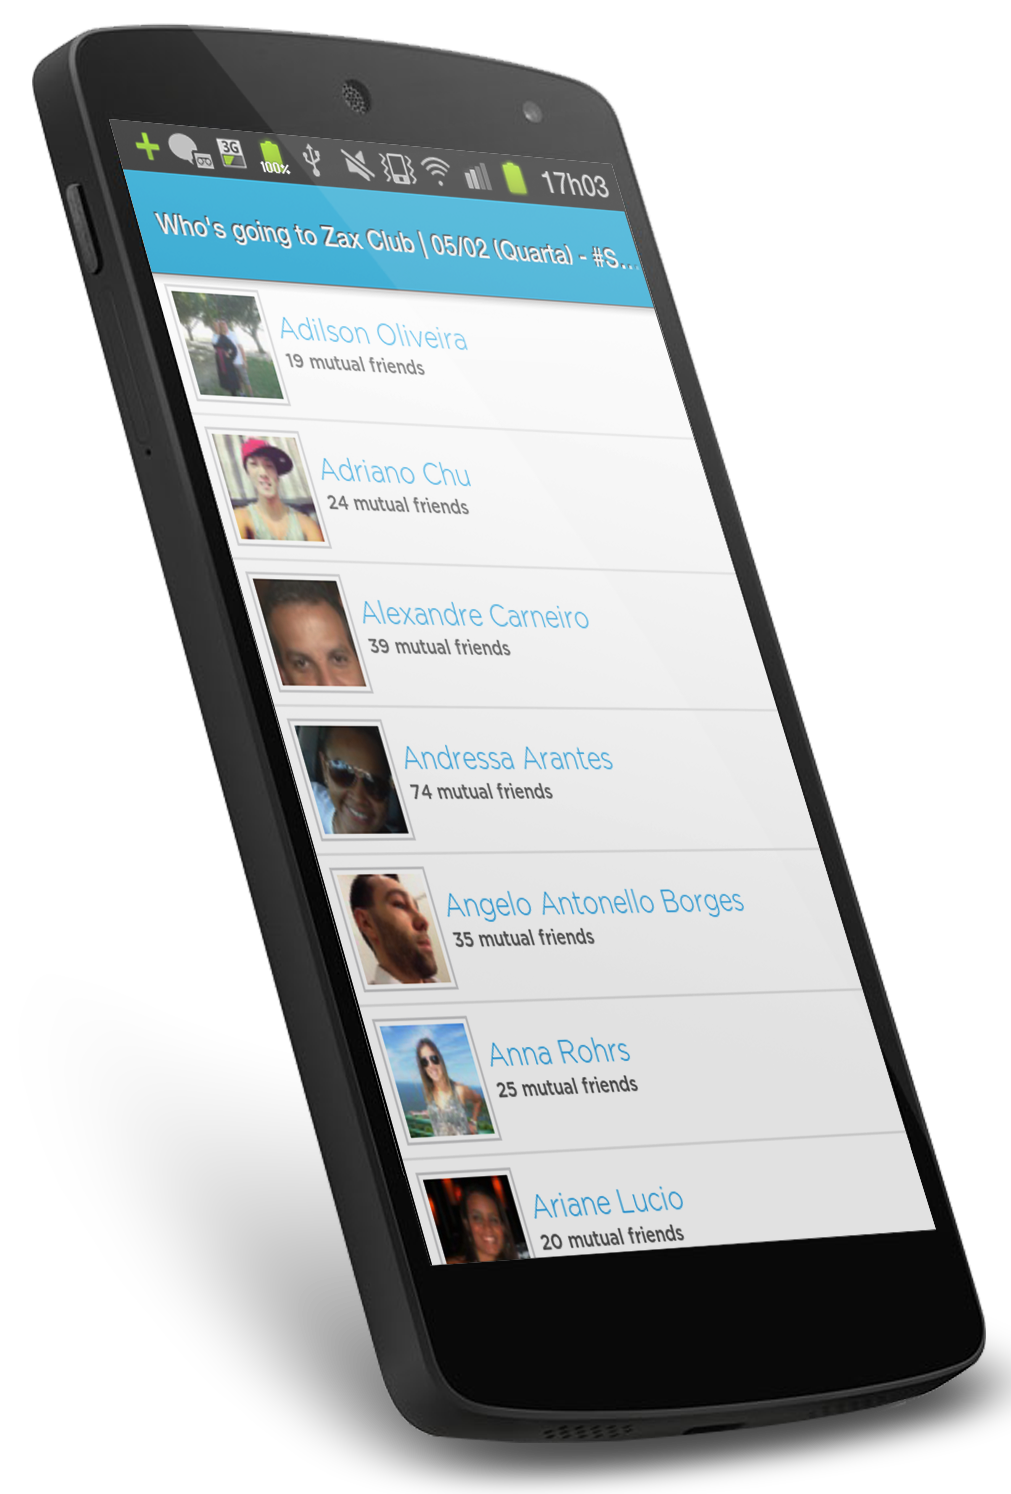 3G
100%
17h03
Who's going to Zax Club | 05/02 (Quarta) - #S...
Adilson Oliveira
19 mutual friends
Adriano Chu
24 mutual friends
Alexandre Carneiro
39 mutual friends
Andressa Arantes
74 mutual friends
Angelo Antonello Borges
35 mutual friends
Anna Rohrs
25 mutual friends
Ariane Lucio
20 mutual friends